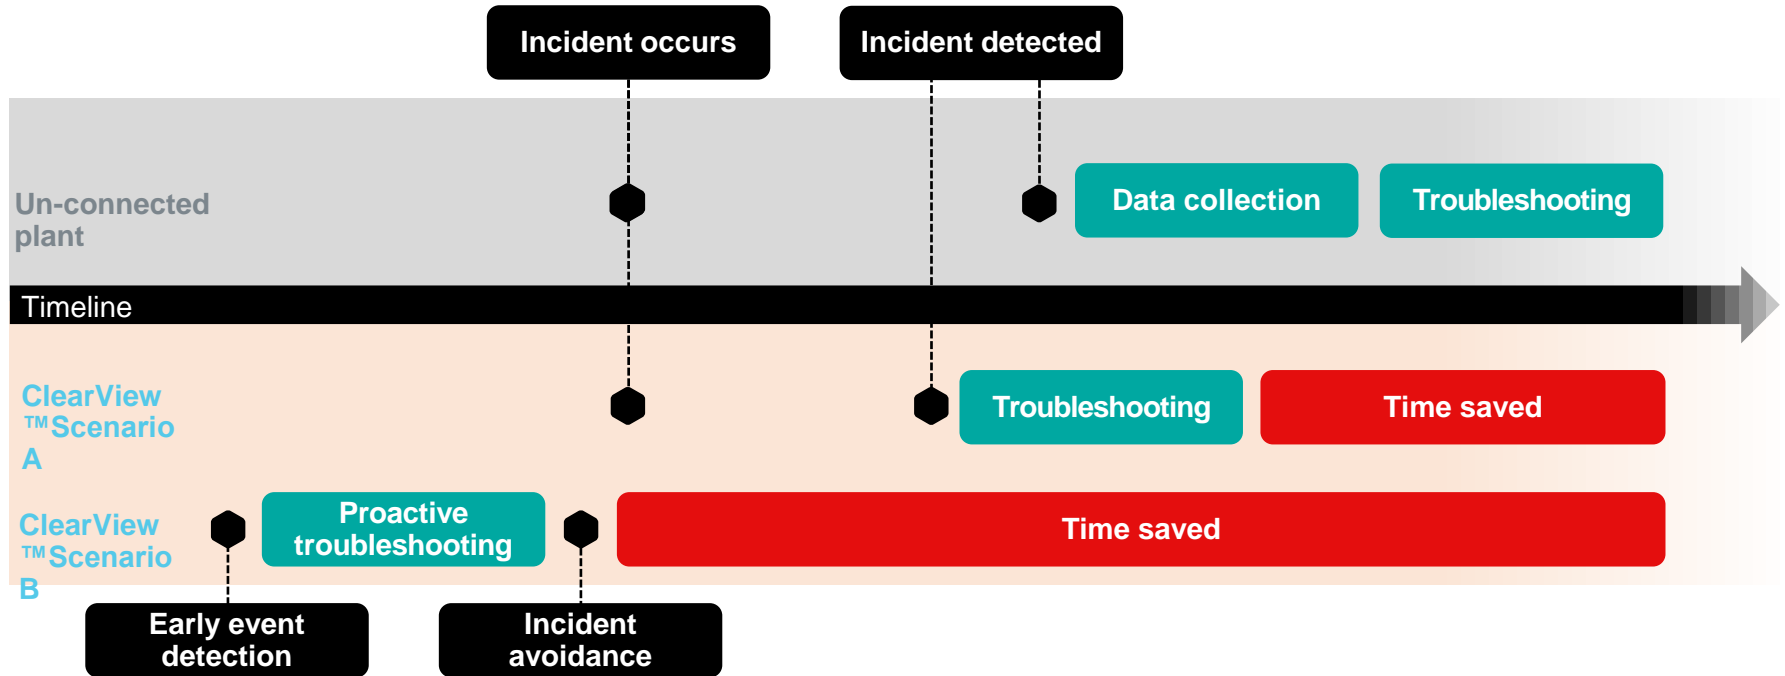 Incident occurs
Incident detected
Un-connected
plant
Data collection
Troubleshooting
Timeline
ClearView
™Scenario
A
Troubleshooting
Time saved
ClearView
™Scenario
B
Proactive
troubleshooting
Time saved
Early event
detection
Incident
avoidance